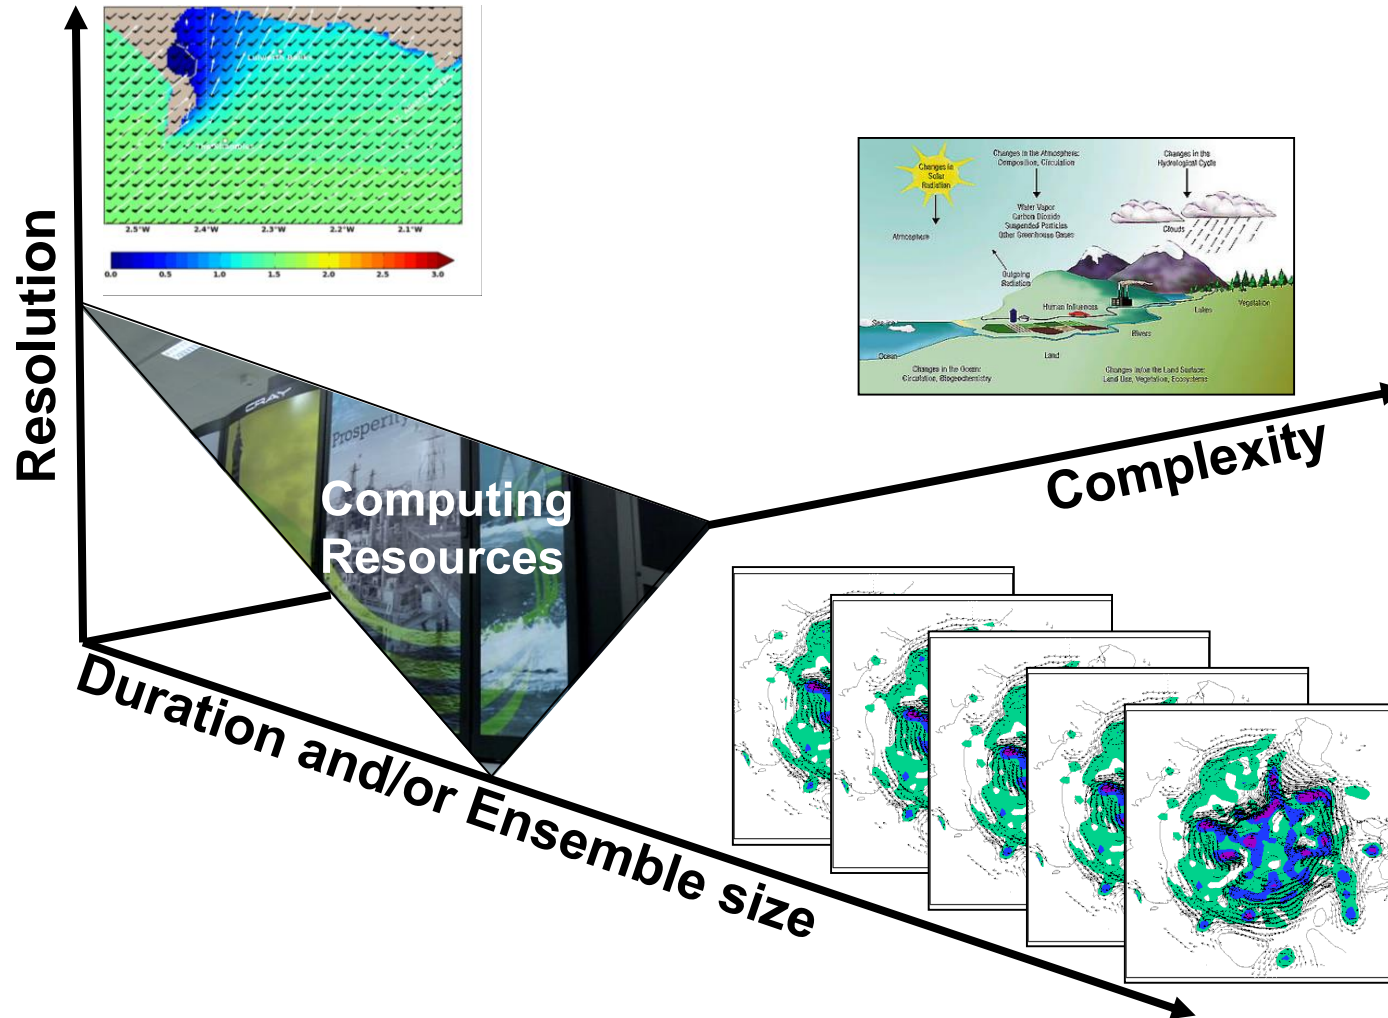 Resolution
Lulworth Banks
2.5°W
2.4°W
2.3°W
2.2°W
2.1°W
0.0
0.5
1.0
1.5
2.0
2.5
3.0
CRAY
Prosperity
Computing
Resources
Complexity
Duration and/or Ensemble size
Changes in
Solar
Radiation
Changes in the Atmosphere:
Composition, Circulation
Changes in the
Hydrological Cycle
Atmosphere
Water Vapor
Carbon Dioxide
Suspended Particles
Other Greenhouse Gases
Clouds
Outgoing
Radiation
Human Influences
Lakes
Vegetation
Rivers
Ocean
Land
Changes in the Ocean:
Circulation, Biogeochemistry
Changes in/on the Land Surface:
Land Use, Vegetation, Ecosystems